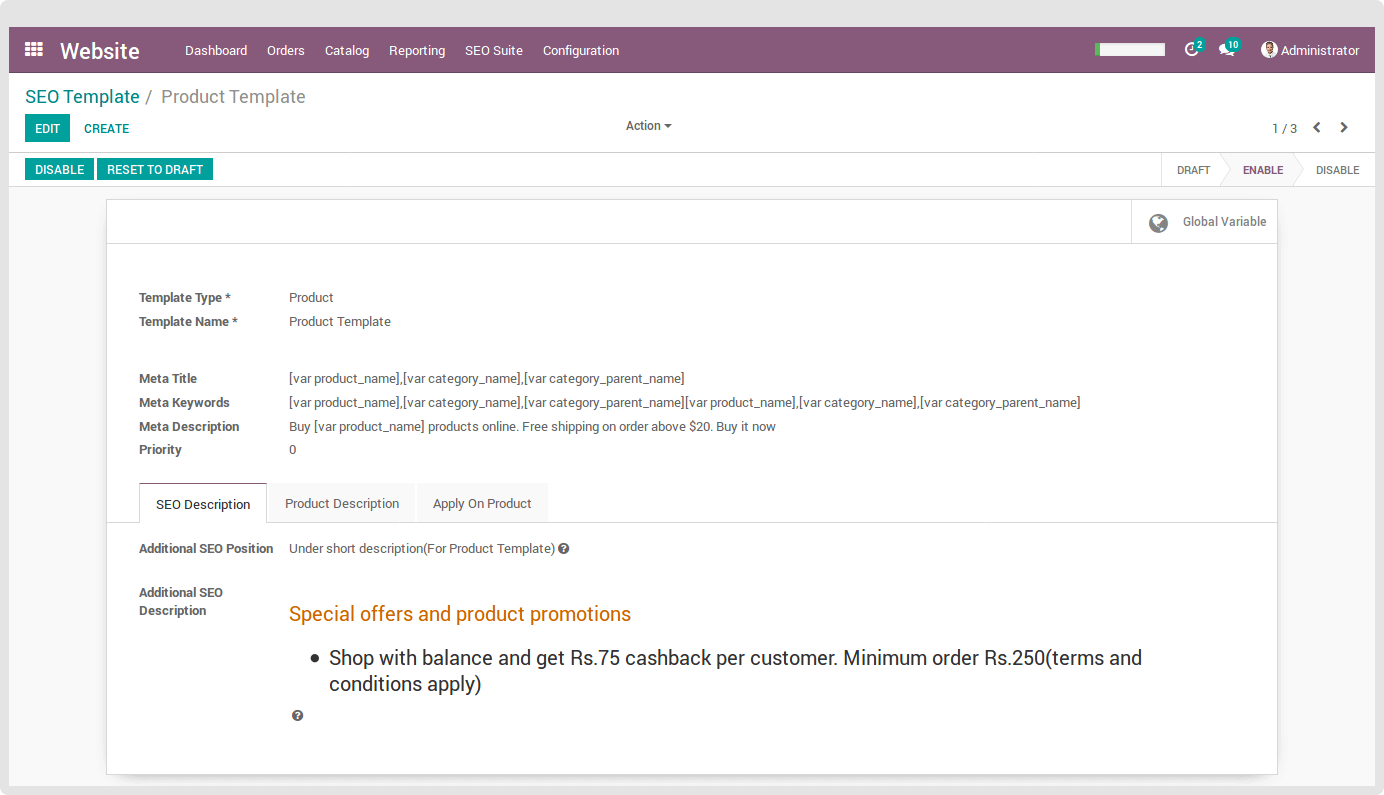 Website Dashboard Orders Catalog Reporting SEO Suite Configuration 2 10 Administrator
SEO Template / Product Template
EDIT CREATE Action 1 / 3
DISABLE RESET TO DRAFT DRAFT ENABLE DISABLE
Global Variable
Template Type * Product
Template Name * Product Template
Meta Title [var product_name],[var category_name],[var category_parent_name]
Meta Keywords [var product_name],[var category_name],[var category_parent_name][var product_name],[var category_name],[var category_parent_name]
Meta Description Buy [var product_name] products online. Free shipping on order above $20. Buy it now
Priority 0
SEO Description Product Description Apply On Product
Additional SEO Position Under short description(For Product Template) ?
Additional SEO
Description
Special offers and product promotions
• Shop with balance and get Rs.75 cashback per customer. Minimum order Rs.250(terms and
conditions apply)
?